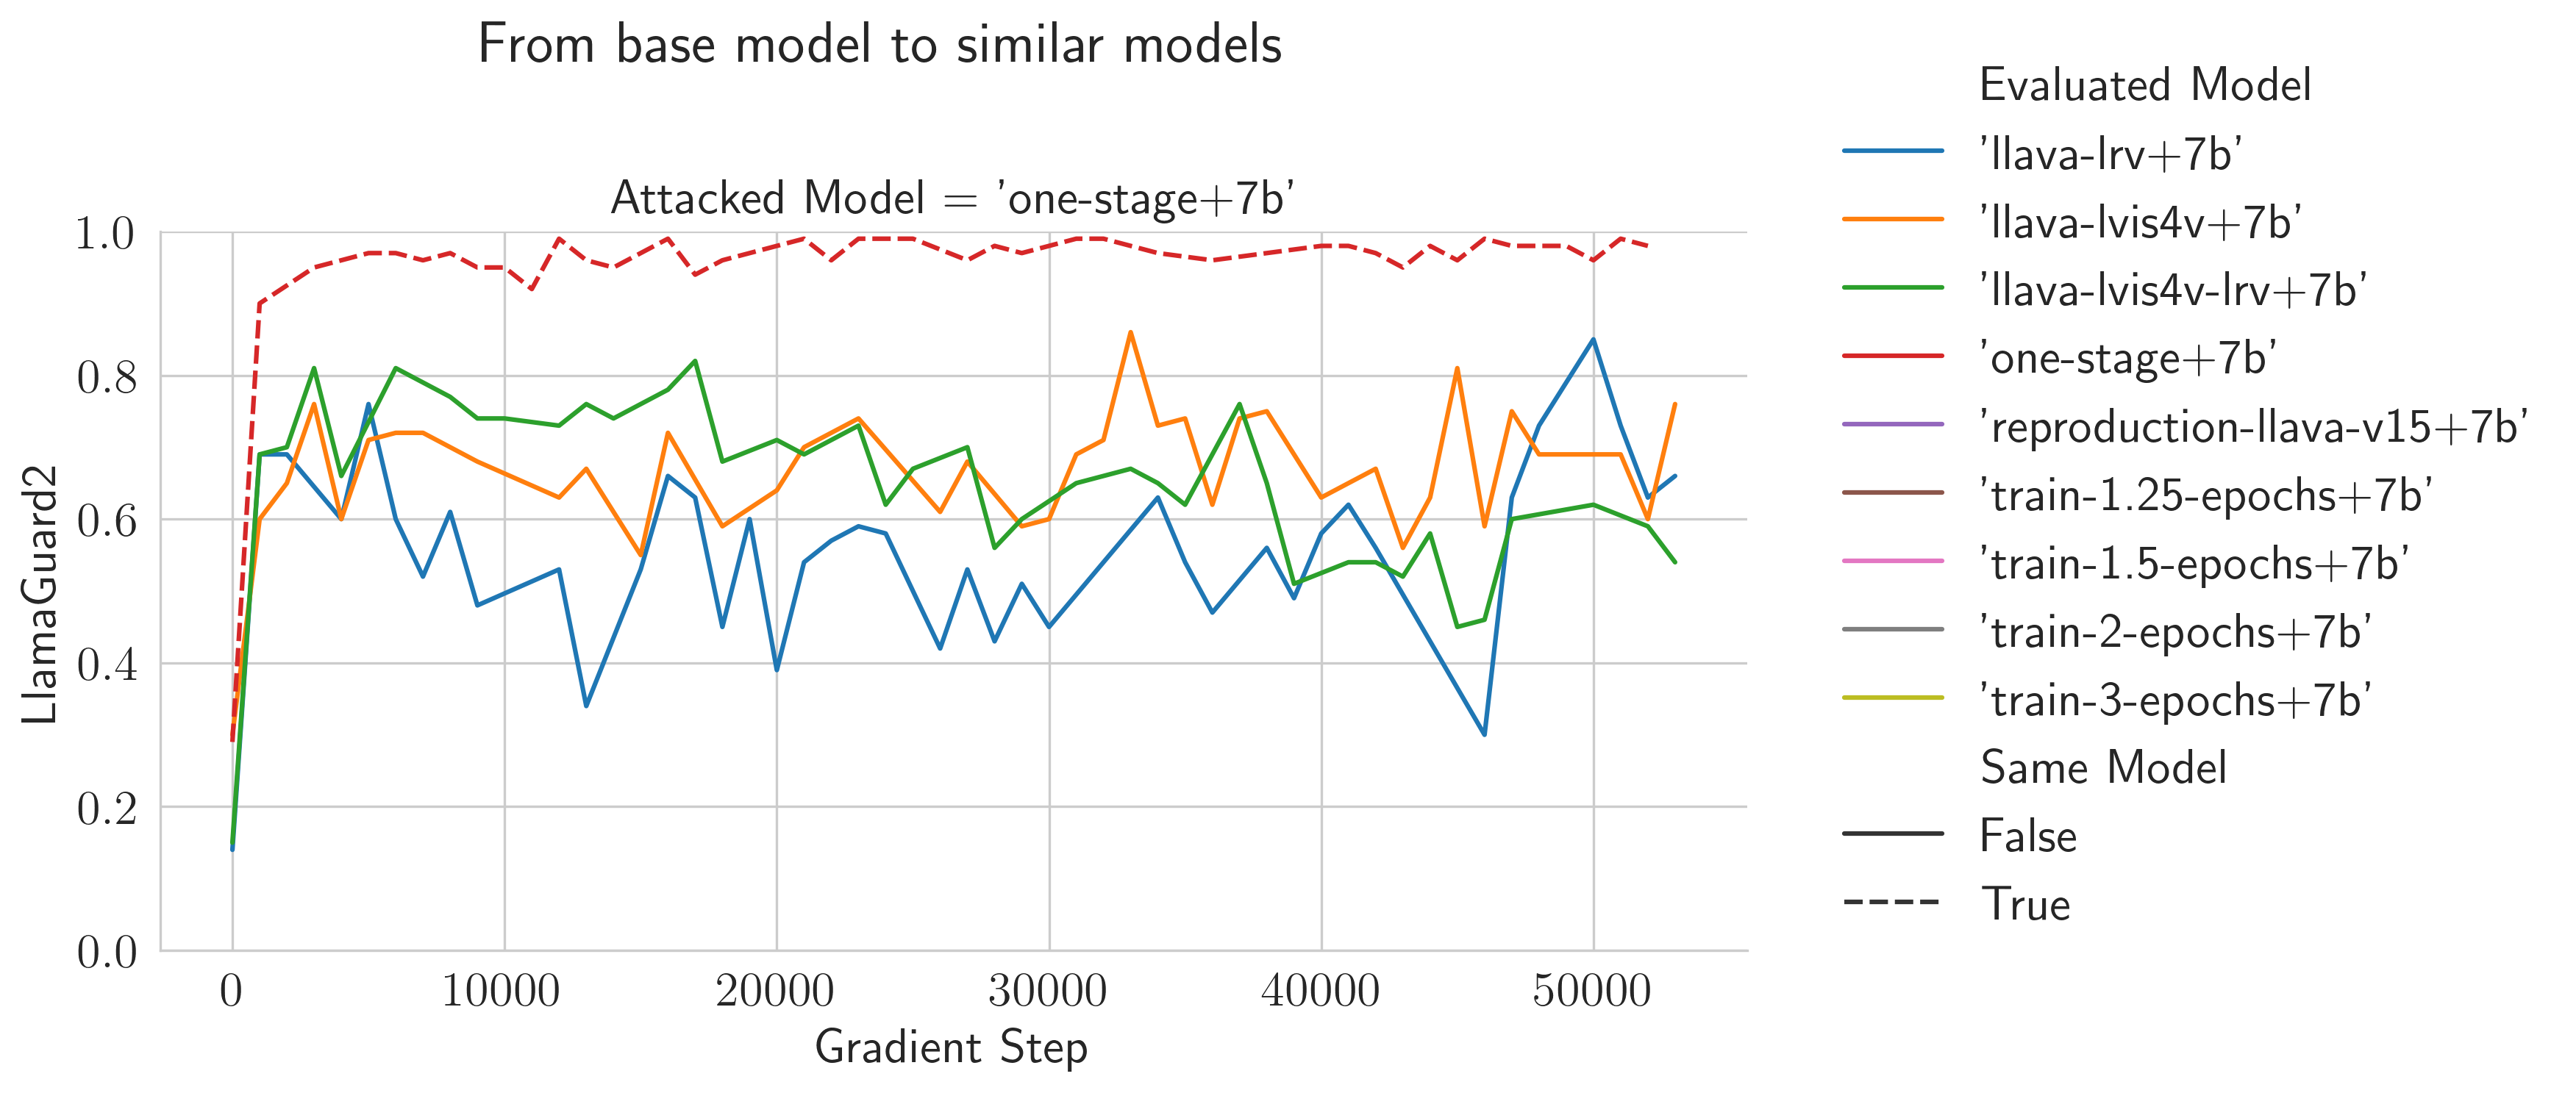 From base model to similar models
Attacked Model = 'one-stage+7b'
1.0
0.8
0.6
0.4
0.2
0.0
LlamaGuard2
0 10000 20000 30000 40000 50000
Gradient Step
Evaluated Model
'llava-lrv+7b'
'llava-lvis4v+7b'
'llava-lvis4v-lrv+7b'
'one-stage+7b'
'reproduction-llava-v15+7b'
'train-1.25-epochs+7b'
'train-1.5-epochs+7b'
'train-2-epochs+7b'
'train-3-epochs+7b'
Same Model
False
True